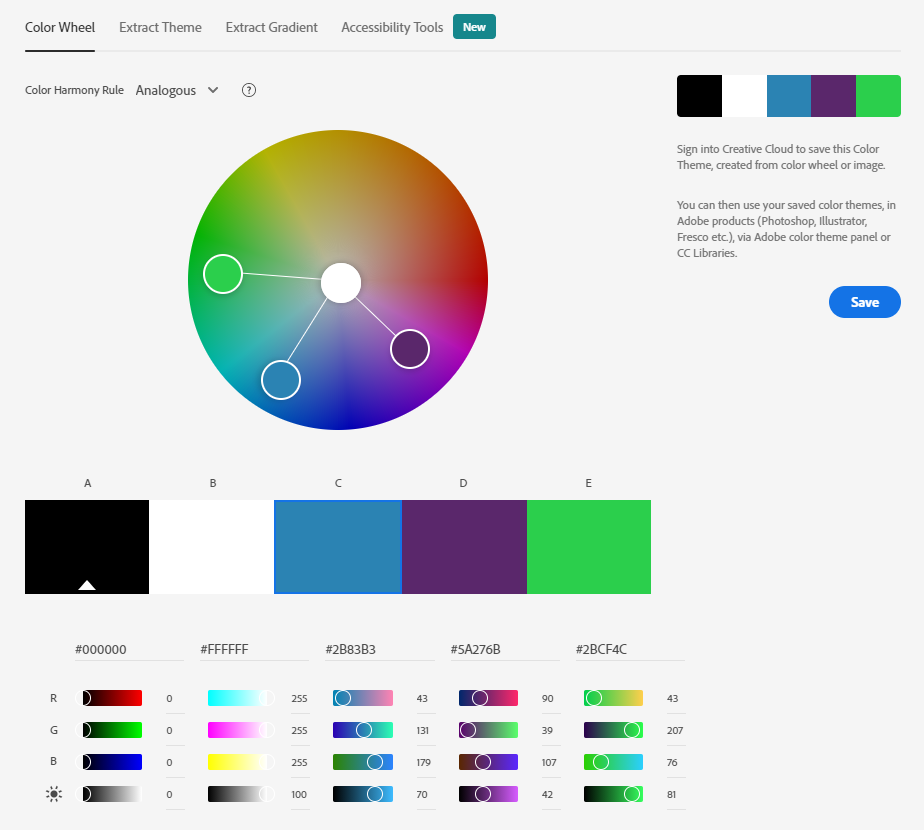 Color Wheel Extract Theme Extract Gradient Accessibility Tools New
Color Harmony Rule Analogous ?
Sign into Creative Cloud to save this Color
Theme, created from color wheel or image.
You can then use your saved color themes, in
Adobe products (Photoshop, Illustrator,
Fresco etc.), via Adobe color theme panel or
CC Libraries.
Save
A B C D E
#000000 #FFFFFF #2B83B3 #5A276B #2BCF4C
R 0 255 43 90 43
G 0 255 131 39 207
B 0 255 179 107 76
0 100 70 42 81